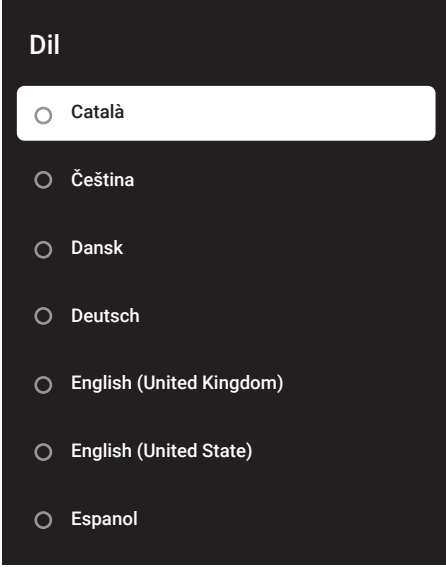 Dil
Català
Čeština
Dansk
Deutsch
English (United Kingdom)
English (United State)
Espanol